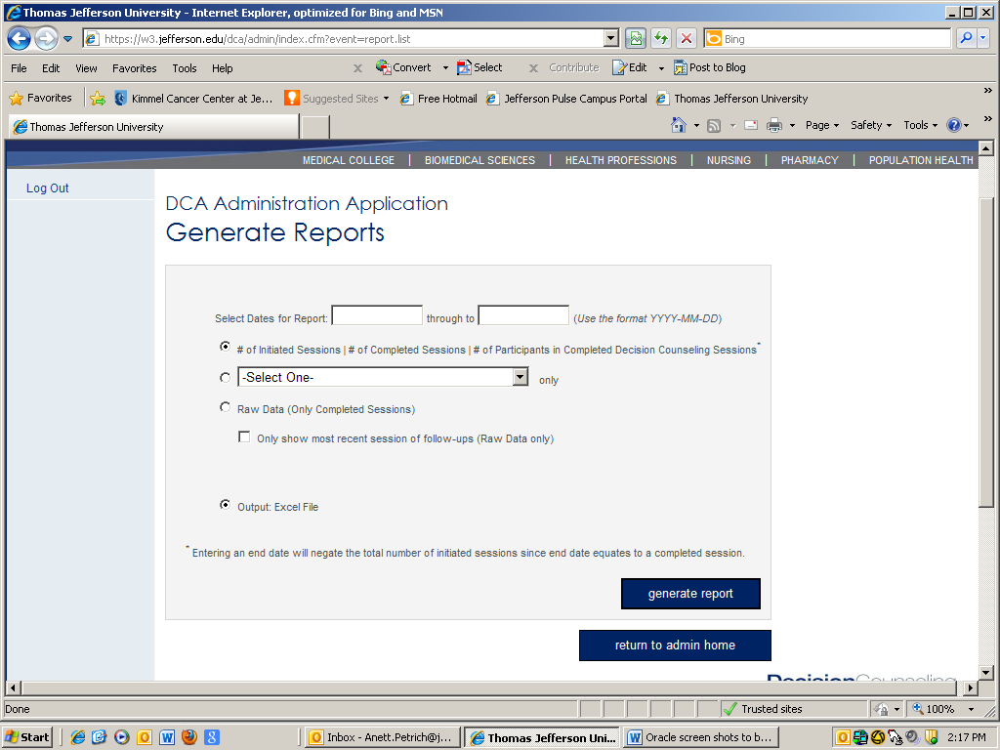 Thomas Jefferson University - Internet Explorer, optimized for Bing and MSN
https://w3.jefferson.edu/dca/admin/index.cfm?event=report.list
Bing
File Edit View Favorites Tools Help x Convert Select x Contribute Edit Post to Blog
Favorites Kimmel Cancer Center at Je... Suggested Sites Free Hotmail Jefferson Pulse Campus Portal Thomas Jefferson University
Thomas Jefferson University
Page Safety Tools
MEDICAL COLLEGE | BIOMEDICAL SCIENCES | HEALTH PROFESSIONS | NURSING | PHARMACY | POPULATION HEALTH
Log Out
DCA Administration Application
Generate Reports
Select Dates for Report: through to (Use the format YYYY-MM-DD)
# of Initiated Sessions | # of Completed Sessions | # of Participants in Completed Decision Counseling Sessions*
-Select One- only
Raw Data (Only Completed Sessions)
Only show most recent session of follow-ups (Raw Data only)
Output: Excel File
* Entering an end date will negate the total number of initiated sessions since end date equates to a completed session.
generate report
return to admin home
DecisionCounseling
Done Trusted sites 100%
Start Inbox - Anett.Petrich@j... Thomas Jefferson Uni... Oracle screen shots to b... 2:17 PM